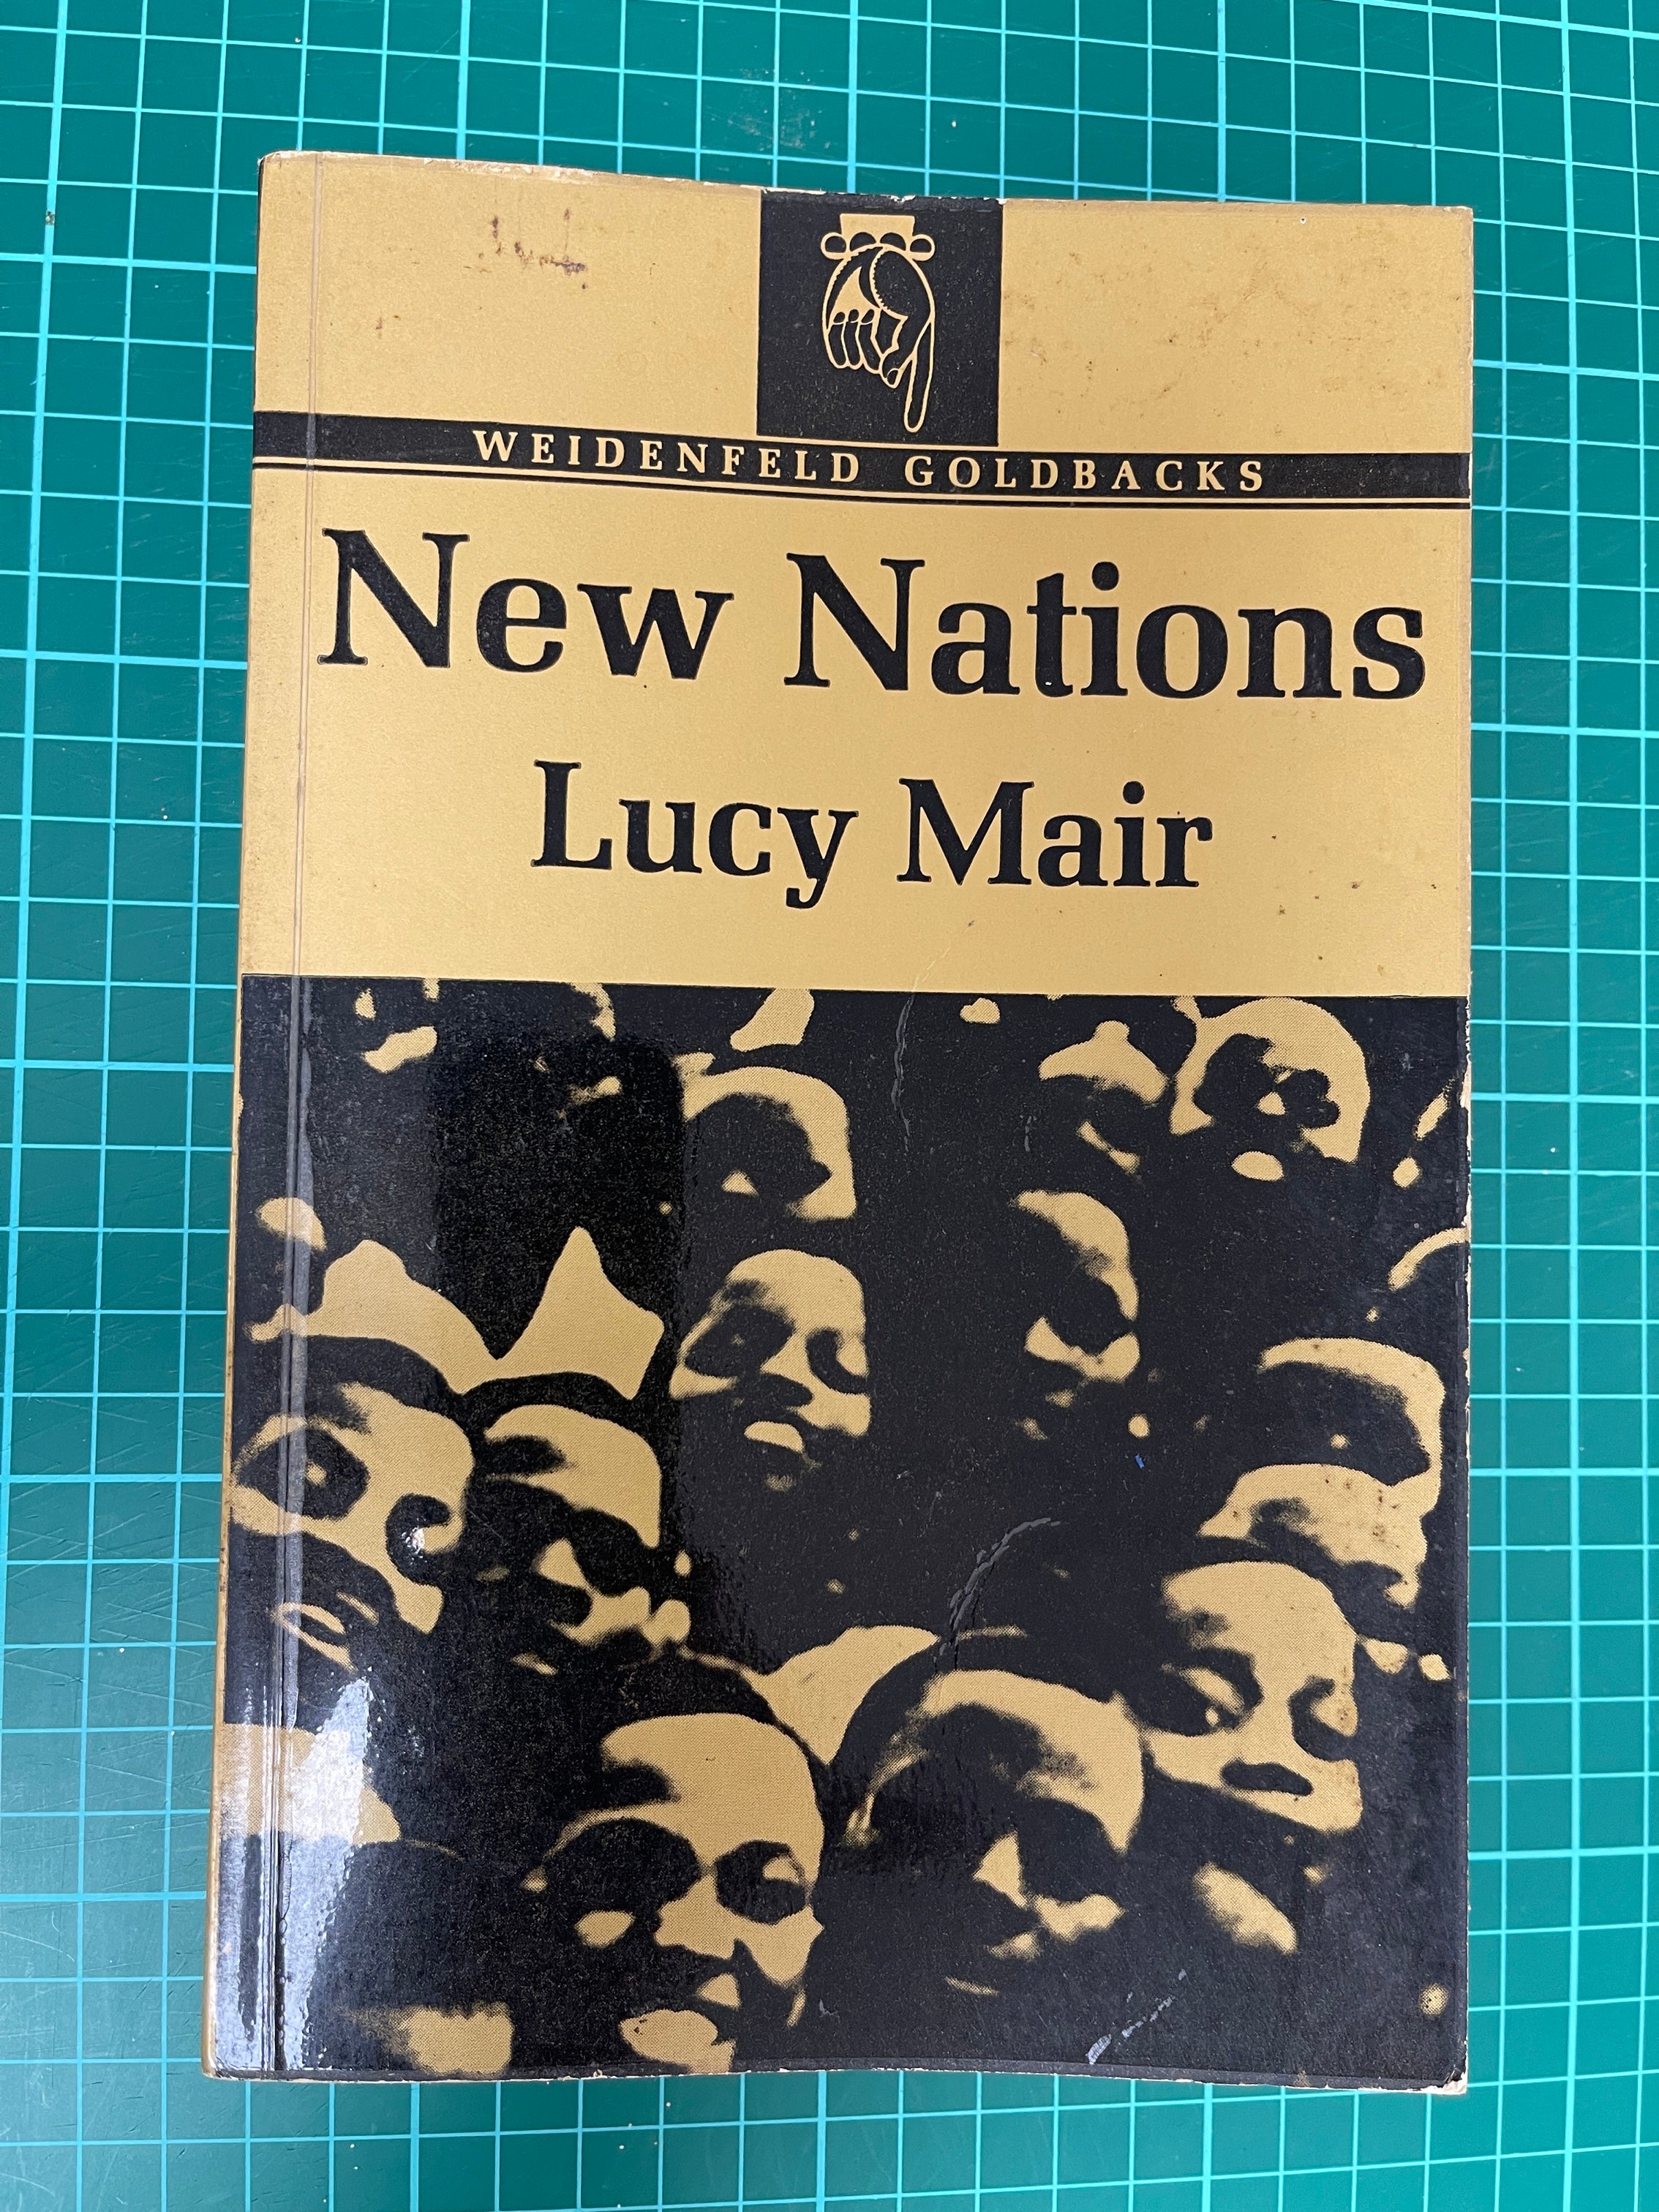 WEIDENFELD GOLDBACKS
New Nations
Lucy Mair